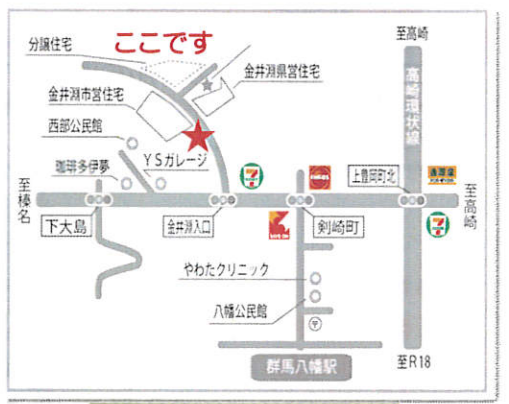 至高崎
分譲住宅
ここです
金井淵県営住宅
高崎環状線
金井淵市営住宅
西部公民館
珈琲多伊夢
YSガレージ
7
上豊岡町北
至榛名
至高崎
下大島
金井淵入口
剣崎町
7
やわたクリニック
八幡公民館
〒
群馬八幡駅
至R18